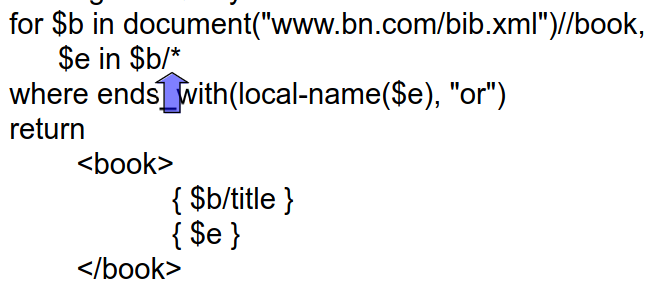 for $b in document("www.bn.com/bib.xml")//book,
$e in $b/*
where ends_with(local-name($e), "or")
return
<book>
{ $b/title }
{ $e }
</book>